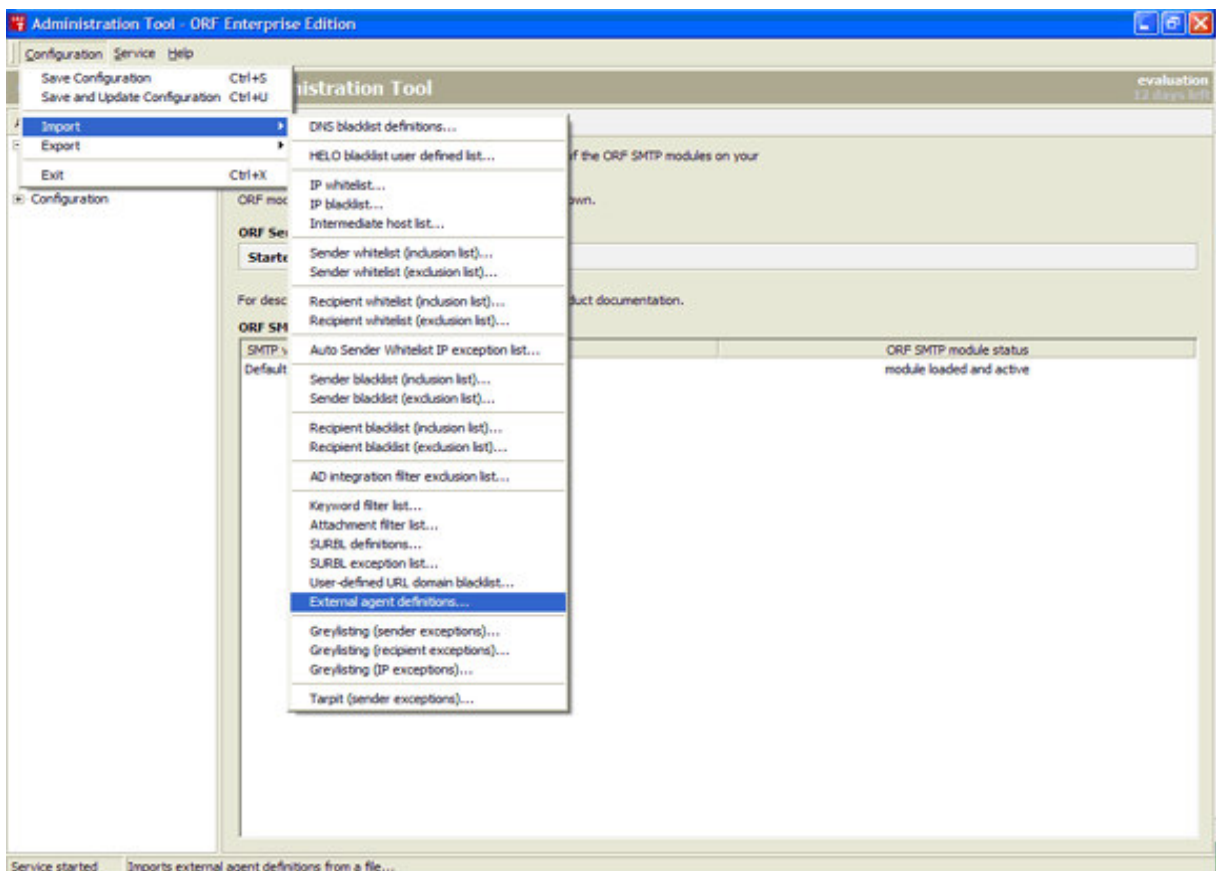 Administration Tool - ORF Enterprise Edition
Configuration Service Help
Save Configuration Ctrl+S
Save and Update Configuration Ctrl+U
Import
Export
Exit Ctrl+X
nistration Tool
evaluation
12 days left
DNS blacklist definitions...
HELO blacklist user defined list...
IP whitelist...
IP blacklist...
Intermediate host list...
Sender whitelist (inclusion list)...
Sender whitelist (exclusion list)...
Recipient whitelist (inclusion list)...
Recipient whitelist (exclusion list)...
Auto Sender Whitelist IP exception list...
Sender blacklist (inclusion list)...
Sender blacklist (exclusion list)...
Recipient blacklist (inclusion list)...
Recipient blacklist (exclusion list)...
AD integration filter exclusion list...
Keyword filter list...
Attachment filter list...
SURBL definitions...
SURBL exception list...
User-defined URL domain blacklist...
External agent definitions...
Greylisting (sender exceptions)...
Greylisting (recipient exceptions)...
Greylisting (IP exceptions)...
Tarpit (sender exceptions)...
Configuration
of the ORF SMTP modules on your
ORF mod
own.
ORF Ser
Starte
For desc
duct documentation.
ORF SM
SMTP v
ORF SMTP module status
Default
module loaded and active
Service started Imports external agent definitions from a file...